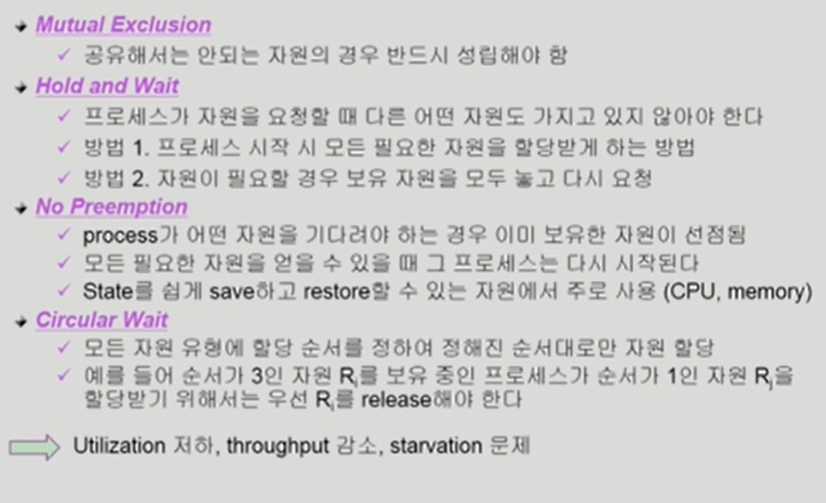 Mutual Exclusion
공유해서는 안되는 자원의 경우 반드시 성립해야 함
Hold and Wait
프로세스가 자원을 요청할 때 다른 어떤 자원도 가지고 있지 않아야 한다
방법 1. 프로세스 시작 시 모든 필요한 자원을 할당받게 하는 방법
방법 2. 자원이 필요할 경우 보유 자원을 모두 놓고 다시 요청
No Preemption
process가 어떤 자원을 기다려야 하는 경우 이미 보유한 자원이 선점됨
모든 필요한 자원을 얻을 수 있을 때 그 프로세스는 다시 시작된다
State를 쉽게 save하고 restore할 수 있는 자원에서 주로 사용 (CPU, memory)
Circular Wait
모든 자원 유형에 할당 순서를 정하여 정해진 순서대로만 자원 할당
예를 들어 순서가 3인 자원 Ri를 보유 중인 프로세스가 순서가 1인 자원 Rj을
할당받기 위해서는 우선 Ri를 release해야 한다
Utilization 저하, throughput 감소, starvation 문제